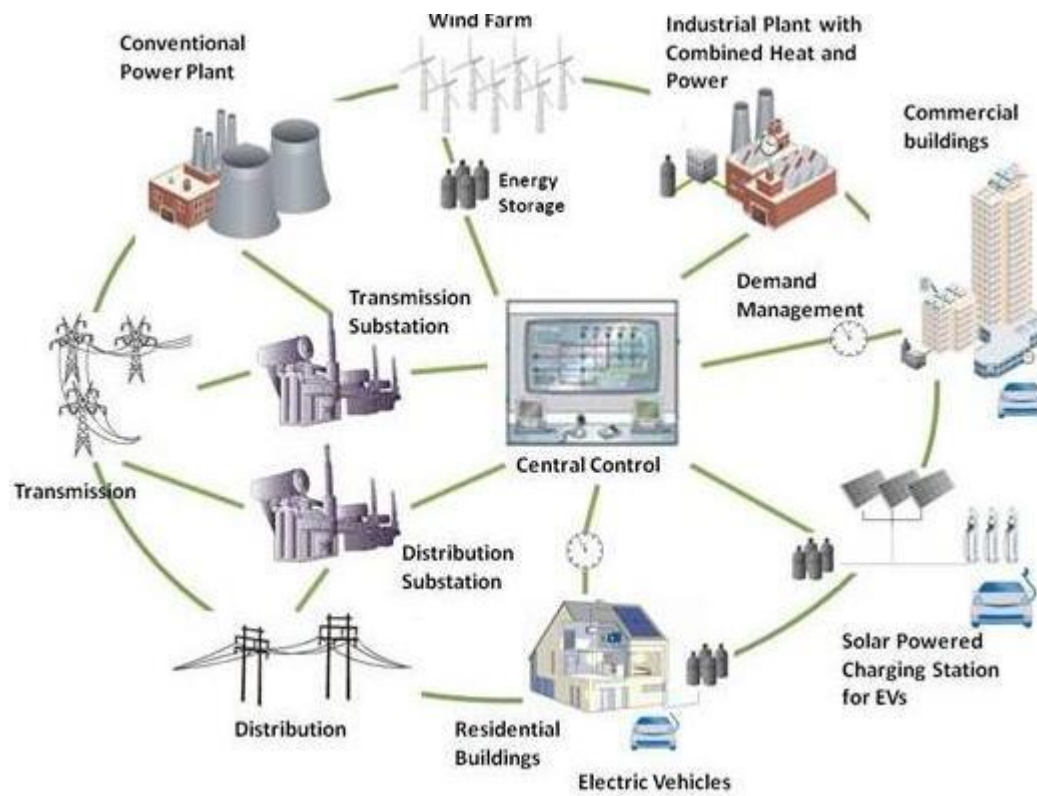 Wind Farm
Conventional
Power Plant
Industrial Plant with
Combined Heat and
Power
Commercial
buildings
Energy
Storage
Transmission
Substation
Demand
Management
Central Control
Transmission
Distribution
Substation
Solar Powered
Charging Station
for EVs
Distribution
Residential
Buildings
Electric Vehicles